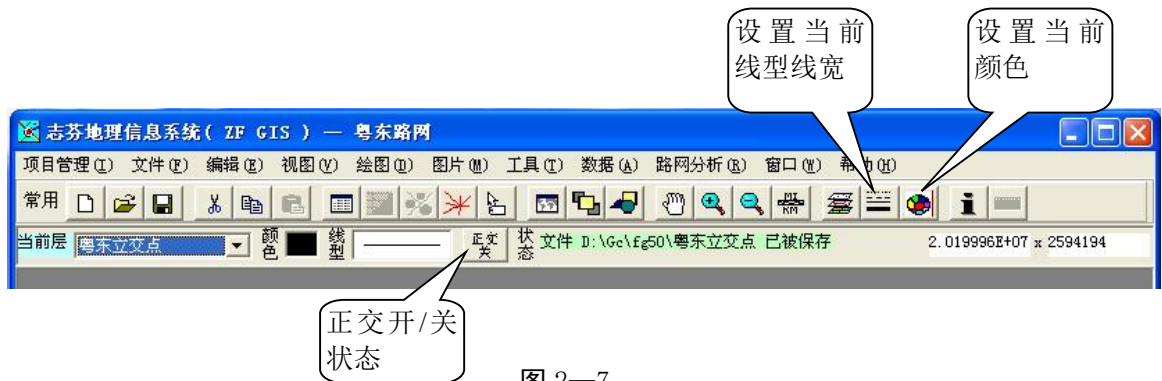 设置当前
线型线宽
设置当前
颜色
志芬地理信息系统( ZF GIS ) — 粤东路网
项目管理(I) 文件(F) 编辑(E) 视图(V) 绘图(D) 图片(M) 工具(T) 数据(A) 路网分析(R) 窗口(W) 帮助(H)
常用
当前层 粤东立交点 颜色 线型 正交关 状态 文件 D:\Gc\fg50\粤东立交点 已被保存 2.019996E+07 x 2594194
正交开/关
状态
图 2—7